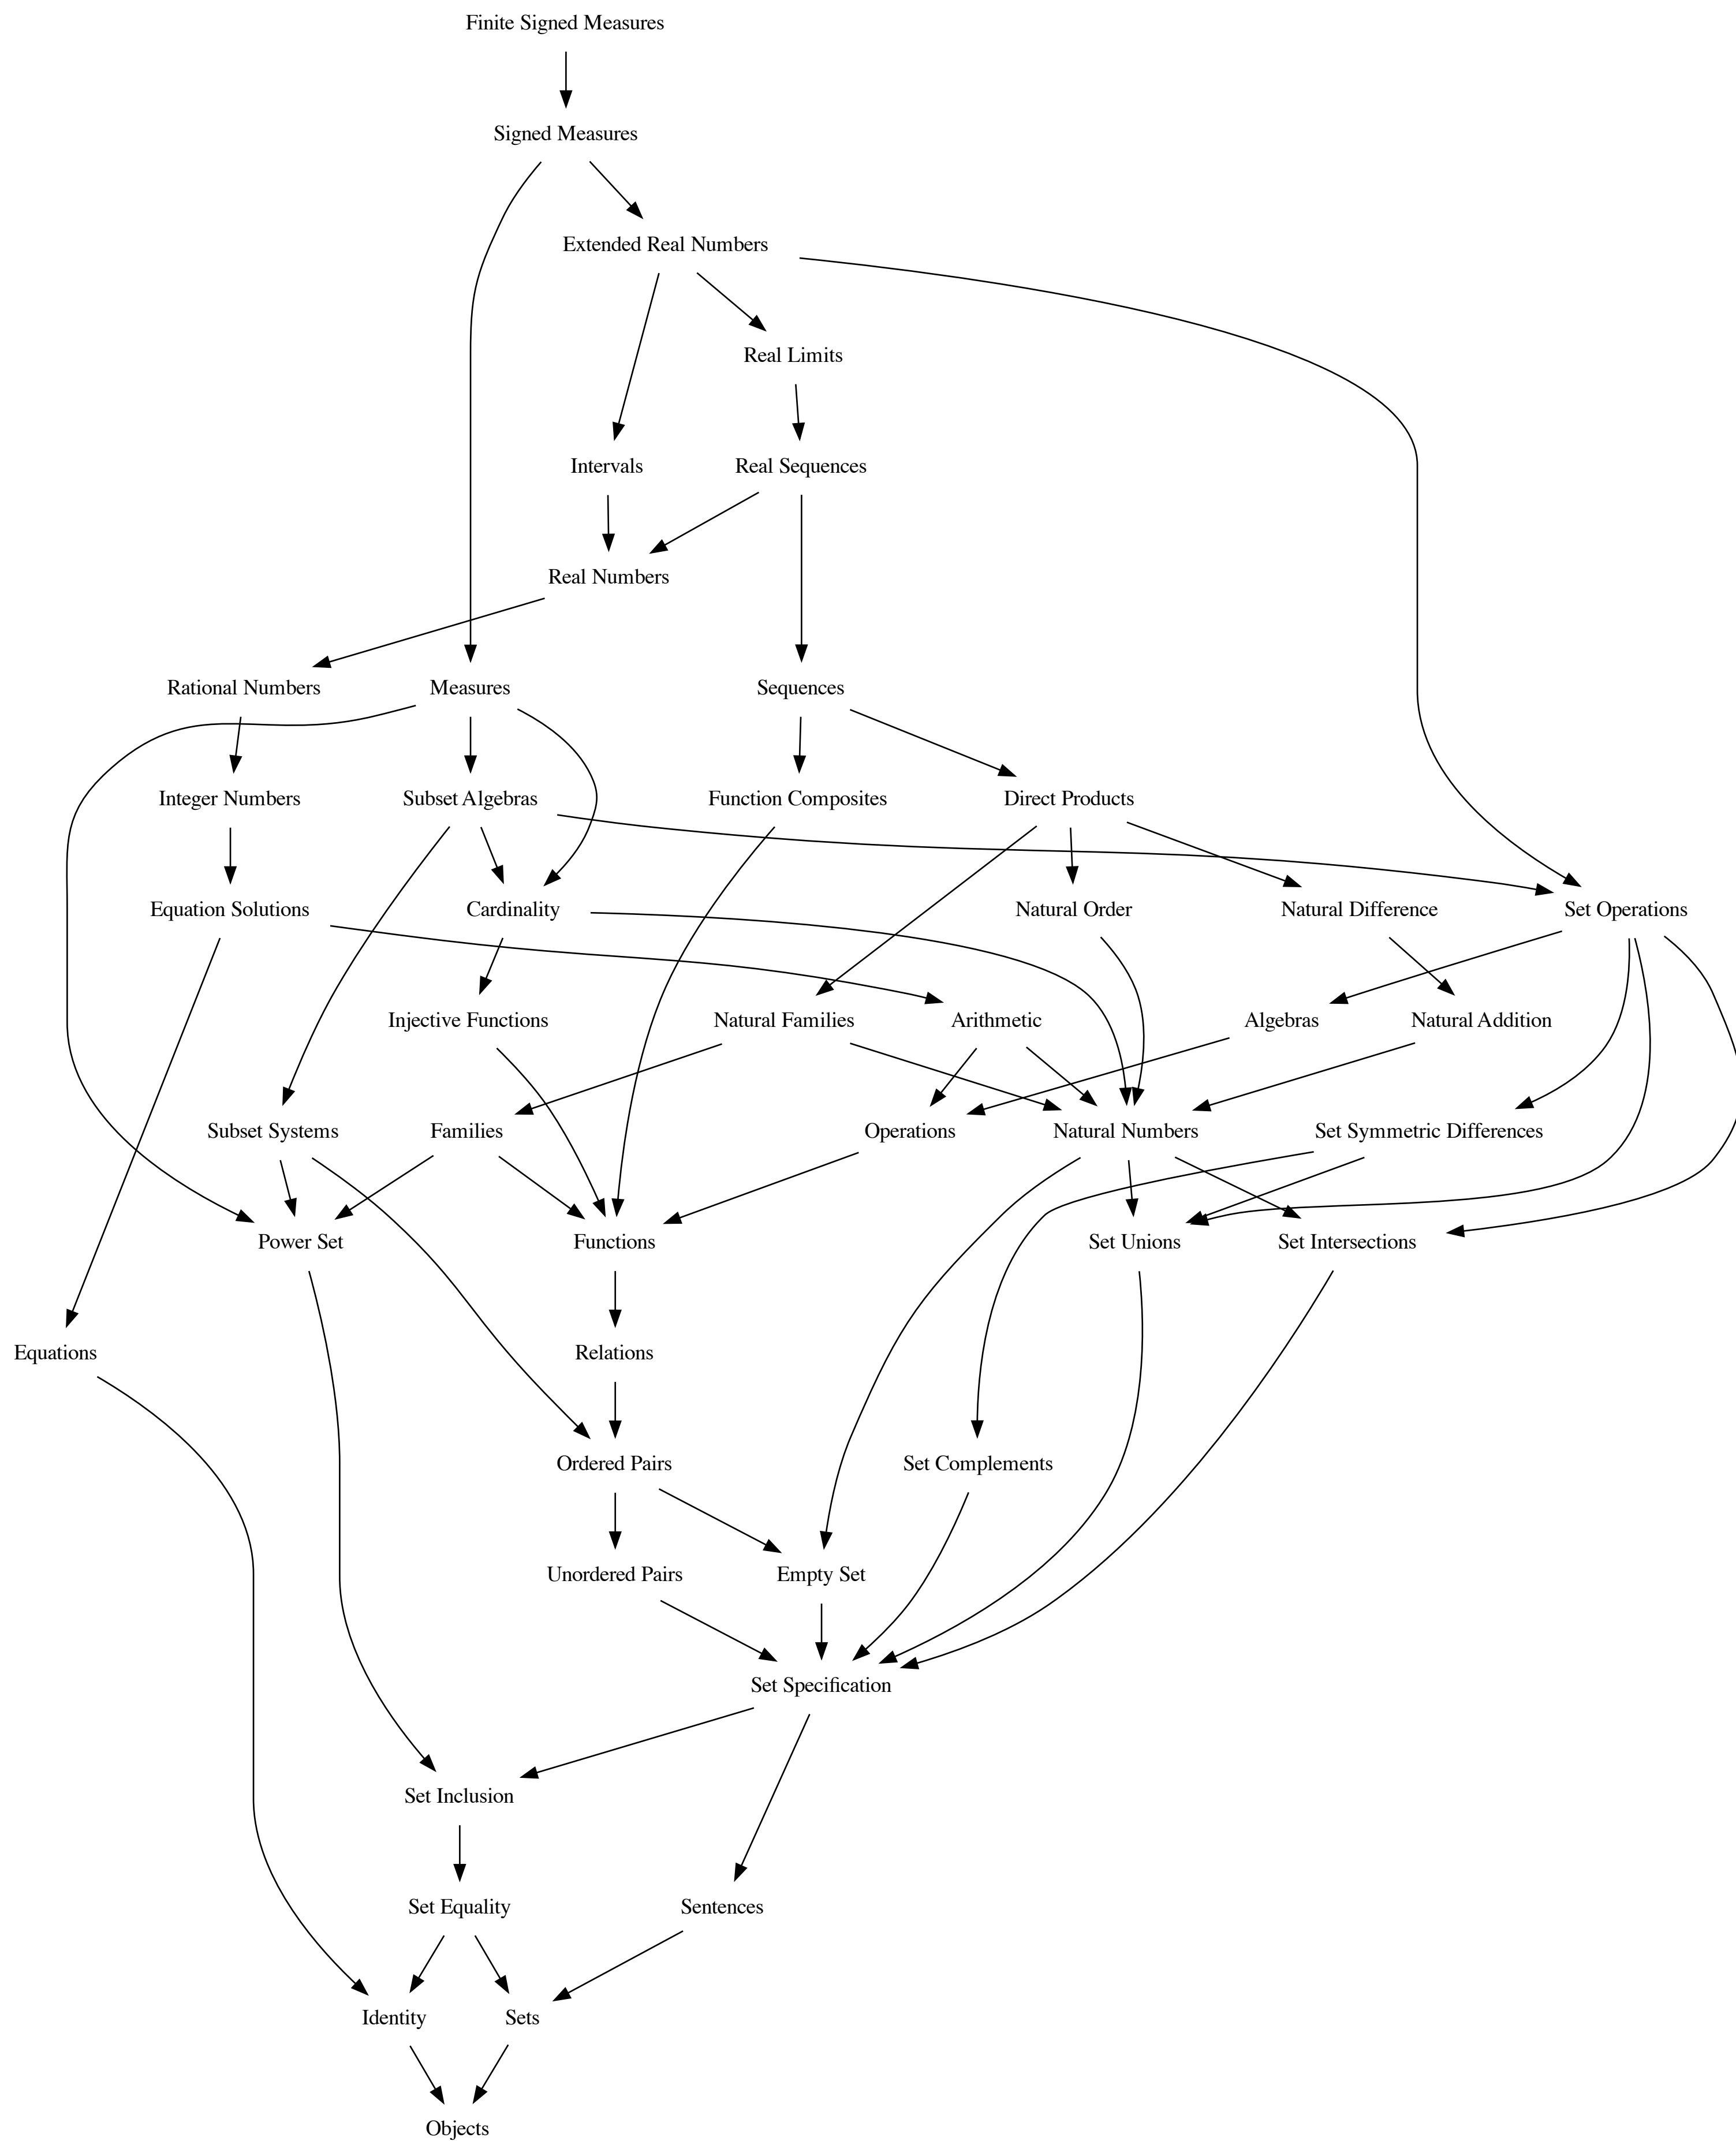 Finite Signed Measures
Signed Measures
Extended Real Numbers
Real Limits
Intervals
Real Sequences
Real Numbers
Rational Numbers
Measures
Sequences
Integer Numbers
Subset Algebras
Function Composites
Direct Products
Equation Solutions
Cardinality
Natural Order
Natural Difference
Set Operations
Injective Functions
Natural Families
Arithmetic
Algebras
Natural Addition
Subset Systems
Families
Operations
Natural Numbers
Set Symmetric Differences
Power Set
Functions
Set Unions
Set Intersections
Equations
Relations
Ordered Pairs
Set Complements
Unordered Pairs
Empty Set
Set Specification
Set Inclusion
Set Equality
Sentences
Identity
Sets
Objects